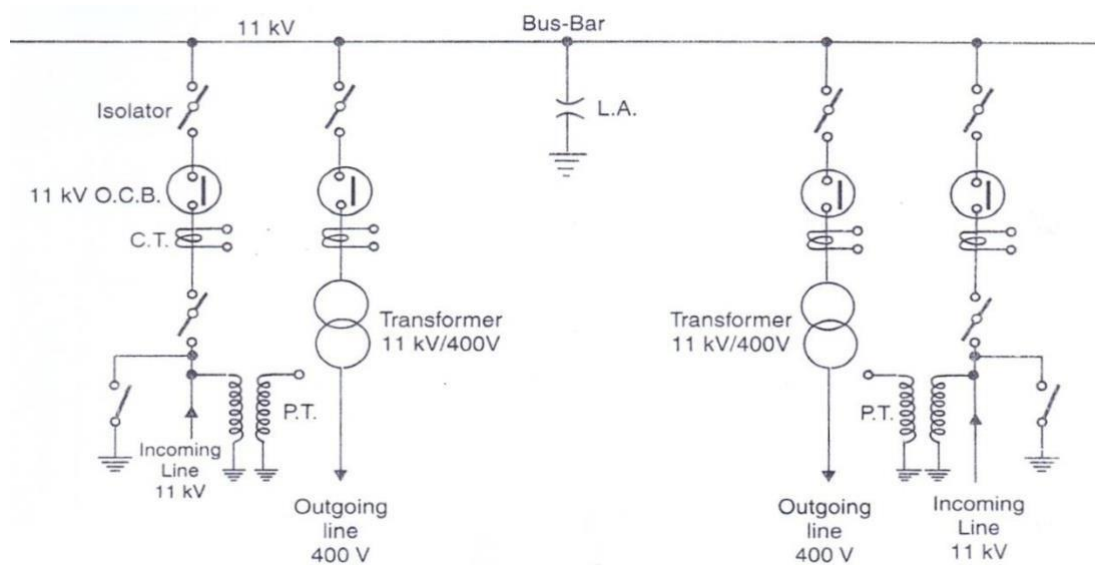 11 kV
Bus-Bar
Isolator
L.A.
11 kV O.C.B.
C.T.
Transformer
11 kV/400V
Transformer
11 kV/400V
P.T.
P.T.
Incoming
Line
11 kV
Outgoing
line
400 V
Outgoing
line
400 V
Incoming
Line
11 kV